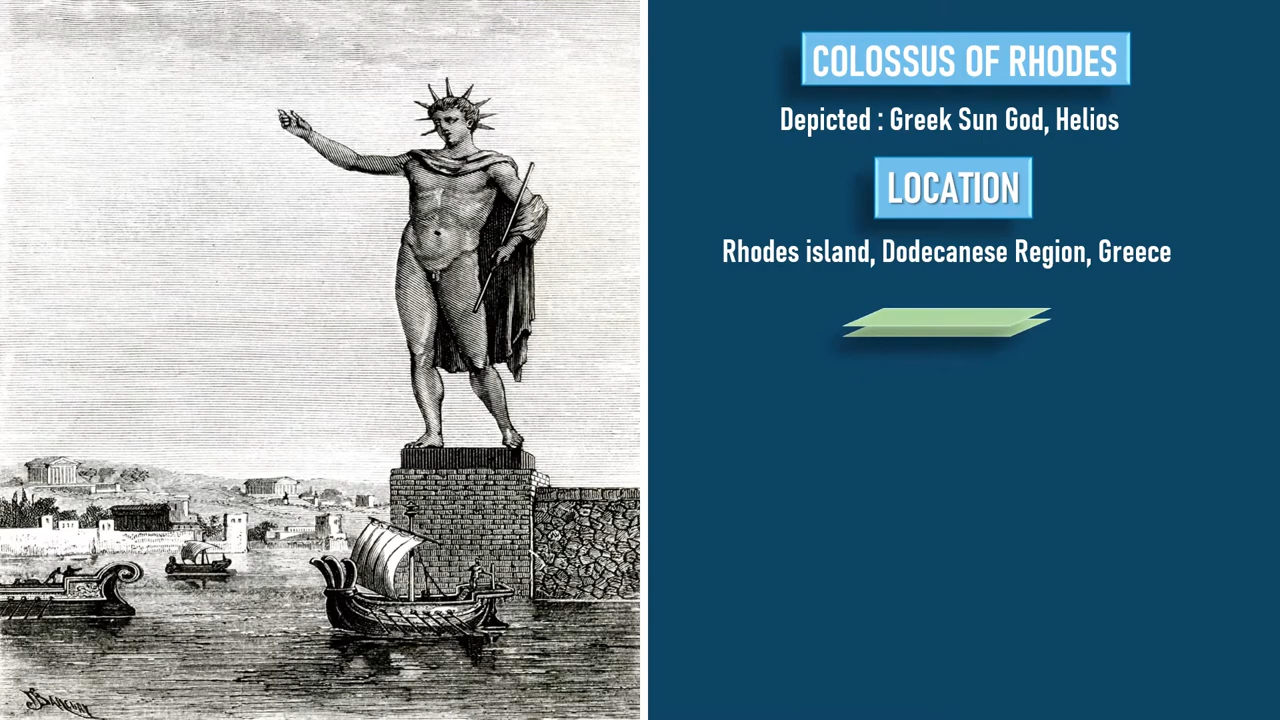 COLOSSUS OF RHODES
Depicted : Greek Sun God, Helios
LOCATION
Rhodes island, Dodecanese Region, Greece